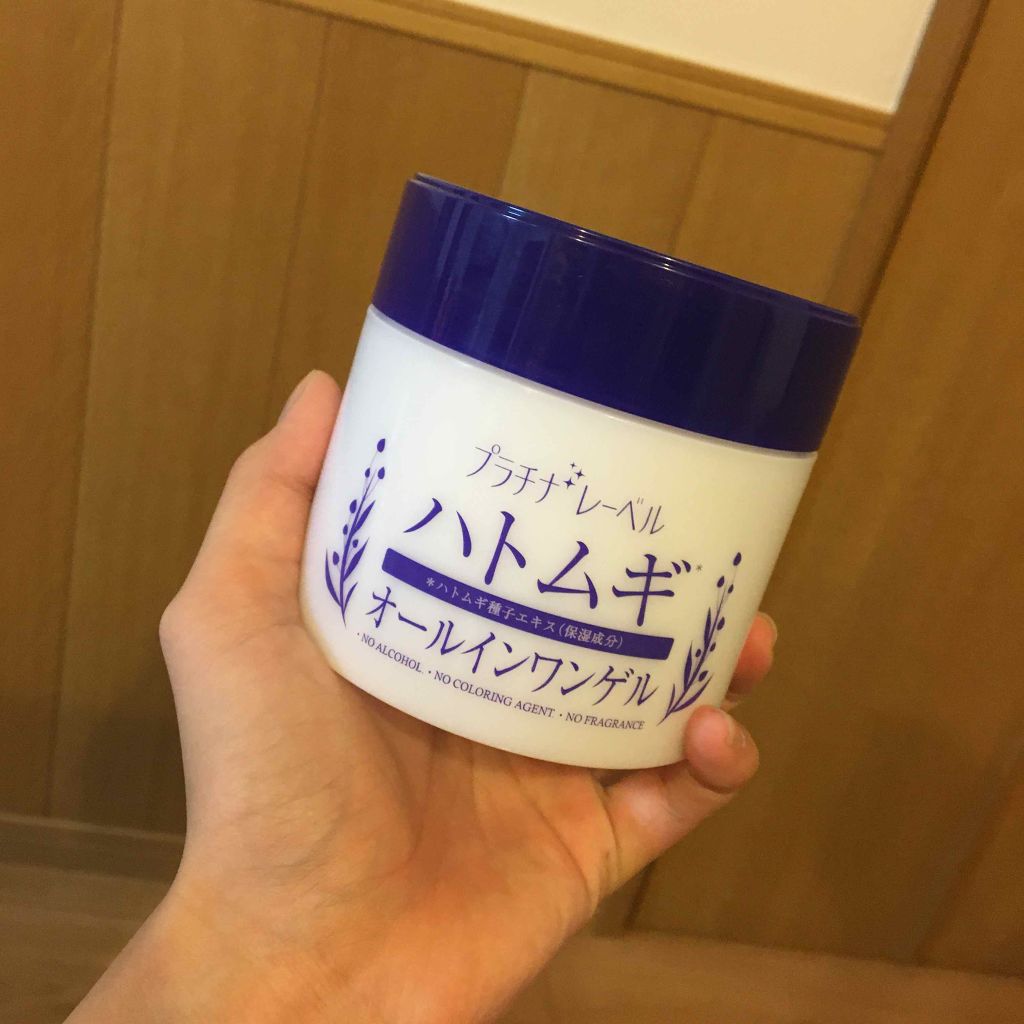 プラチナレーベル
ハトムギ*
*ハトムギ種子エキス(保湿成分)
オールインワンゲル
・NO ALCOHOL. ・NO COLORING AGENT ・NO FRAGRANCE